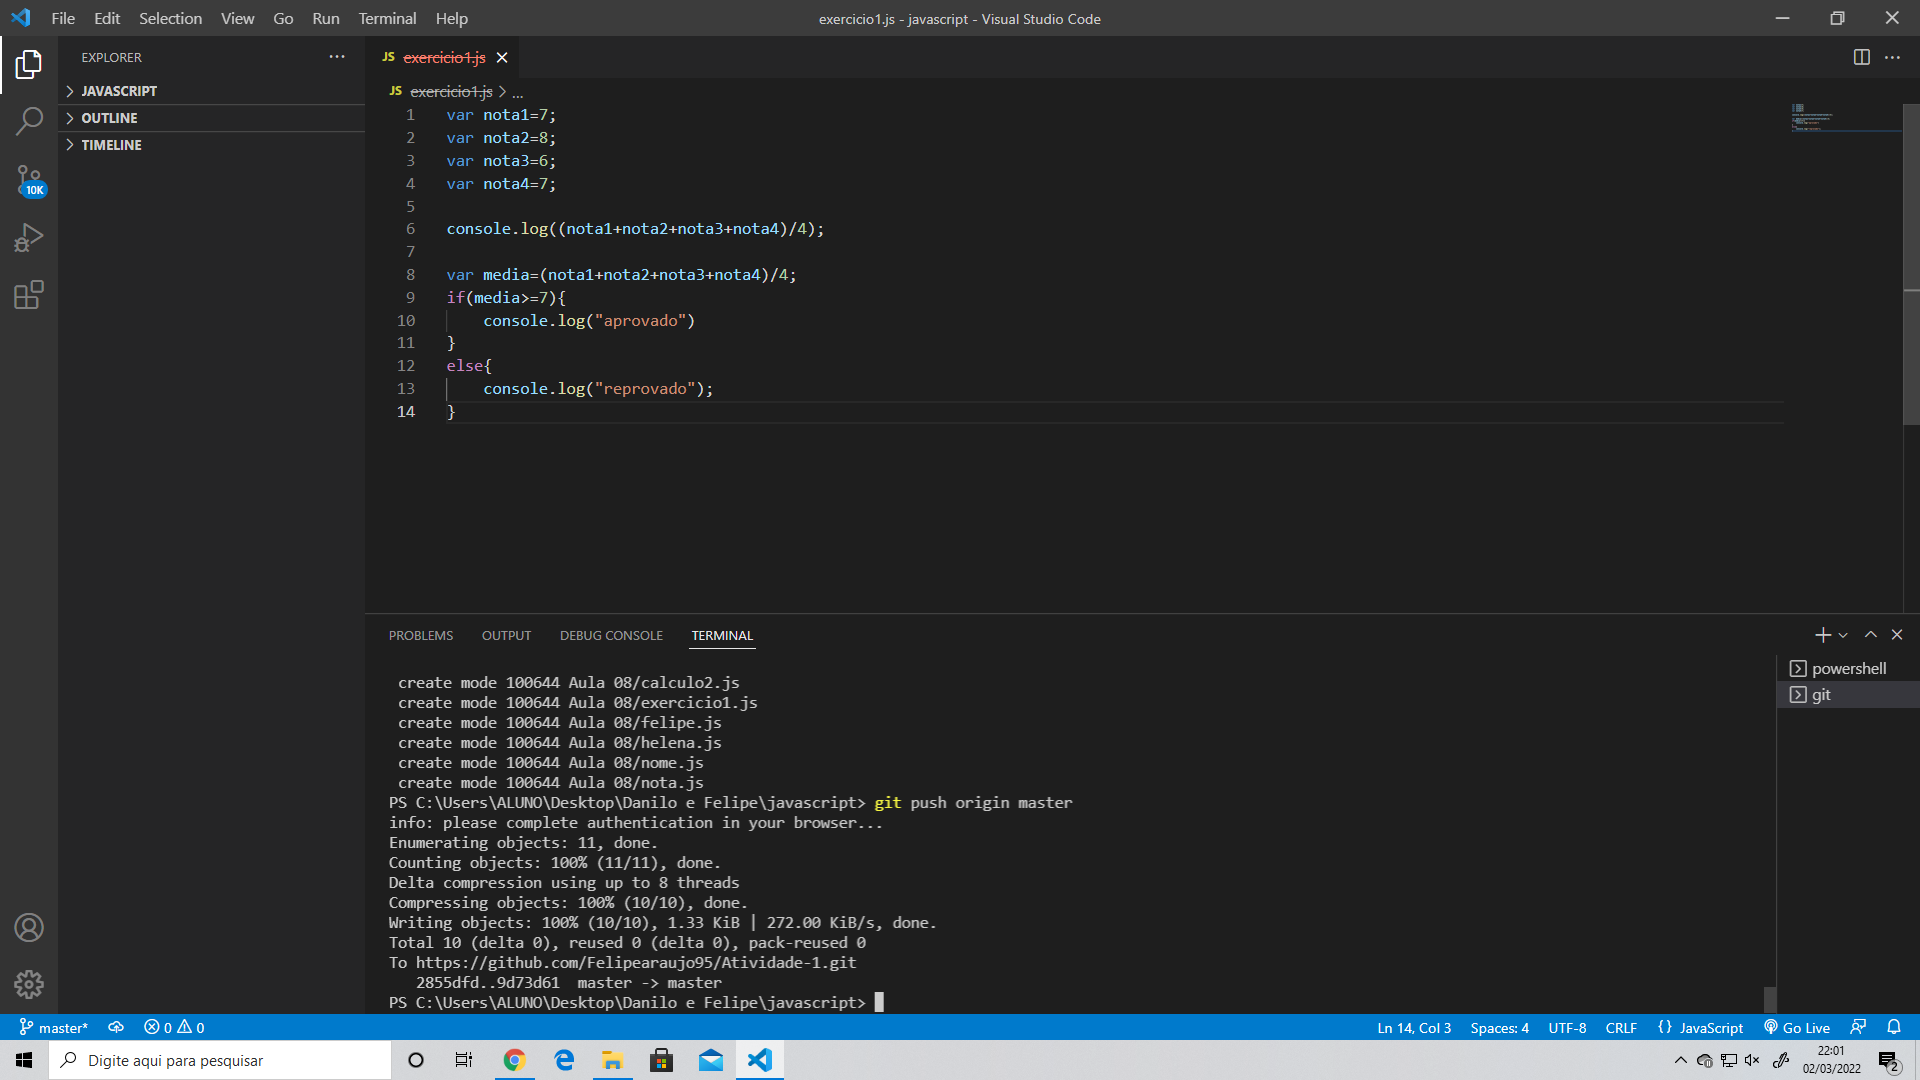 File Edit Selection View Go Run Terminal Help
exercicio1.js - javascript - Visual Studio Code
EXPLORER
JAVASCRIPT
OUTLINE
TIMELINE
10K
JS exercicio1.js
JS exercicio1.js > ...
1 var nota1=7;
2 var nota2=8;
3 var nota3=6;
4 var nota4=7;
5
6 console.log((nota1+nota2+nota3+nota4)/4);
7
8 var media=(nota1+nota2+nota3+nota4)/4;
9 if(media>=7){
10 console.log("aprovado")
11 }
12 else{
13 console.log("reprovado");
14 }
PROBLEMS OUTPUT DEBUG CONSOLE TERMINAL
powershell
git
create mode 100644 Aula 08/calculo2.js
create mode 100644 Aula 08/exercicio1.js
create mode 100644 Aula 08/felipe.js
create mode 100644 Aula 08/helena.js
create mode 100644 Aula 08/nome.js
create mode 100644 Aula 08/nota.js
PS C:\Users\ALUNO\Desktop\Danilo e Felipe\javascript> git push origin master
info: please complete authentication in your browser...
Enumerating objects: 11, done.
Counting objects: 100% (11/11), done.
Delta compression using up to 8 threads
Compressing objects: 100% (10/10), done.
Writing objects: 100% (10/10), 1.33 KiB | 272.00 KiB/s, done.
Total 10 (delta 0), reused 0 (delta 0), pack-reused 0
To https://github.com/Felipearaujo95/Atividade-1.git
2855dfd..9d73d61 master -> master
PS C:\Users\ALUNO\Desktop\Danilo e Felipe\javascript>
master* 0 0 Ln 14, Col 3 Spaces: 4 UTF-8 CRLF {} JavaScript Go Live
Digite aqui para pesquisar
22:01
02/03/2022
2